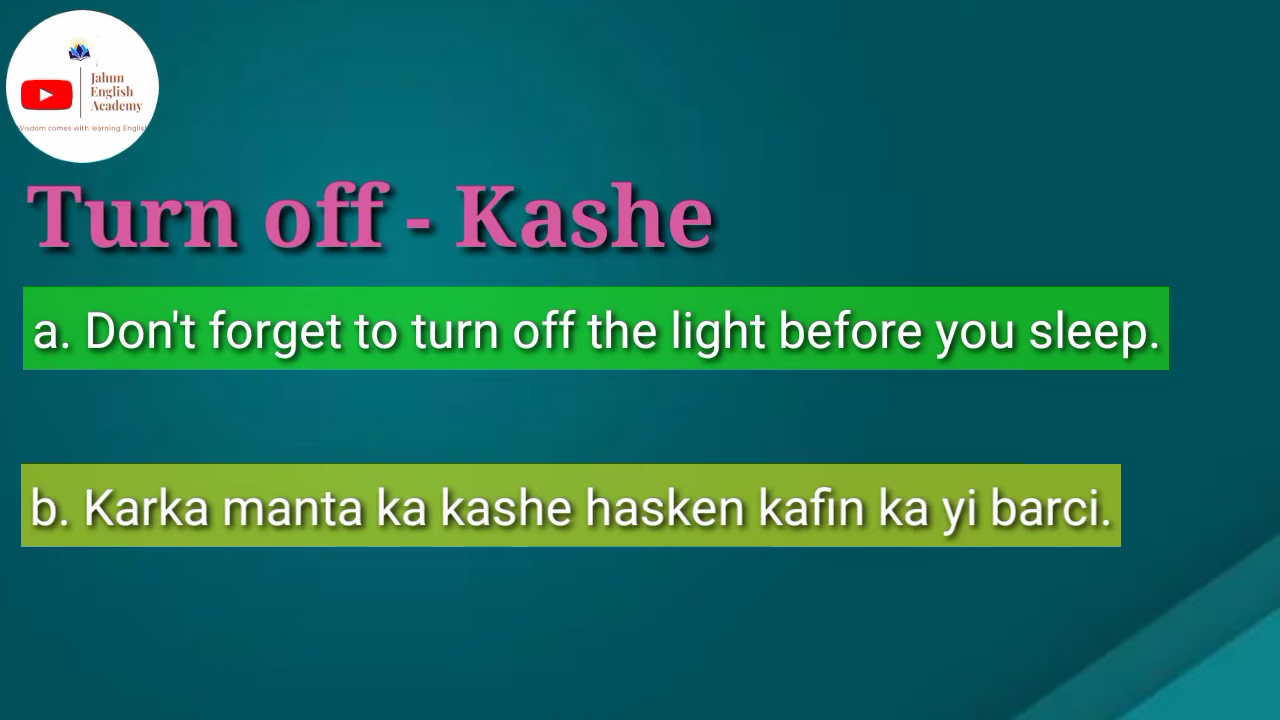 Jahun
English
Academy
Wisdom comes with learning English
Turn off - Kashe
a. Don't forget to turn off the light before you sleep.
b. Karka manta ka kashe hasken kafin ka yi barci.